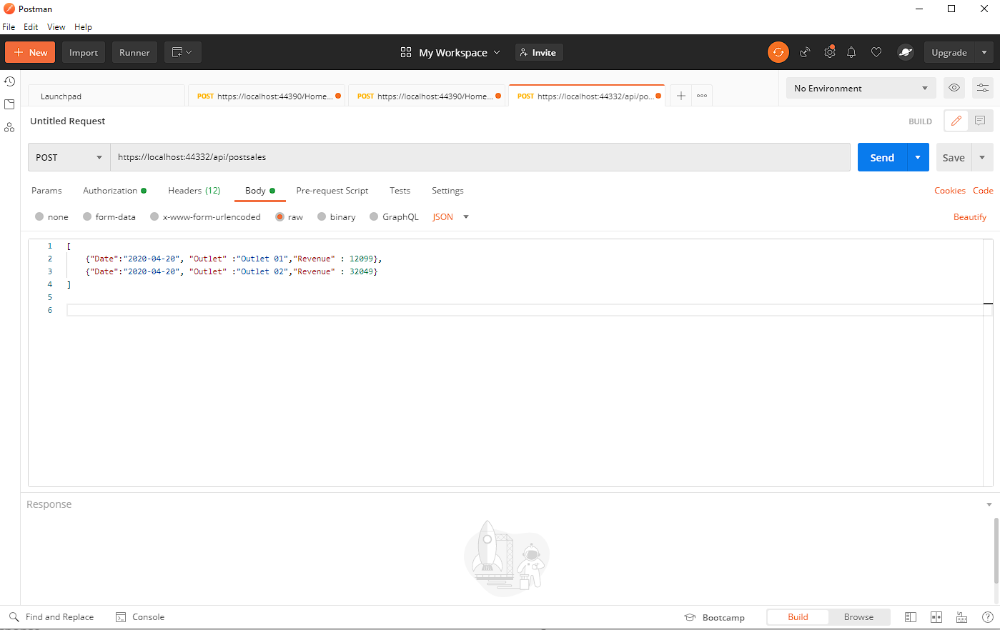 Postman
File Edit View Help
New Import Runner My Workspace Invite Upgrade
Launchpad POST https://localhost:44390/Home... POST https://localhost:44390/Home... POST https://localhost:44332/api/po... No Environment
Untitled Request BUILD
POST https://localhost:44332/api/postsales Send Save
Params Authorization Headers (12) Body Pre-request Script Tests Settings Cookies Code
none form-data x-www-form-urlencoded raw binary GraphQL JSON Beautify
1 [
2 {"Date":"2020-04-20", "Outlet" :"Outlet 01","Revenue" : 12099},
3 {"Date":"2020-04-20", "Outlet" :"Outlet 02","Revenue" : 32049}
4 ]
5
6
Response
Find and Replace Console Bootcamp Build Browse